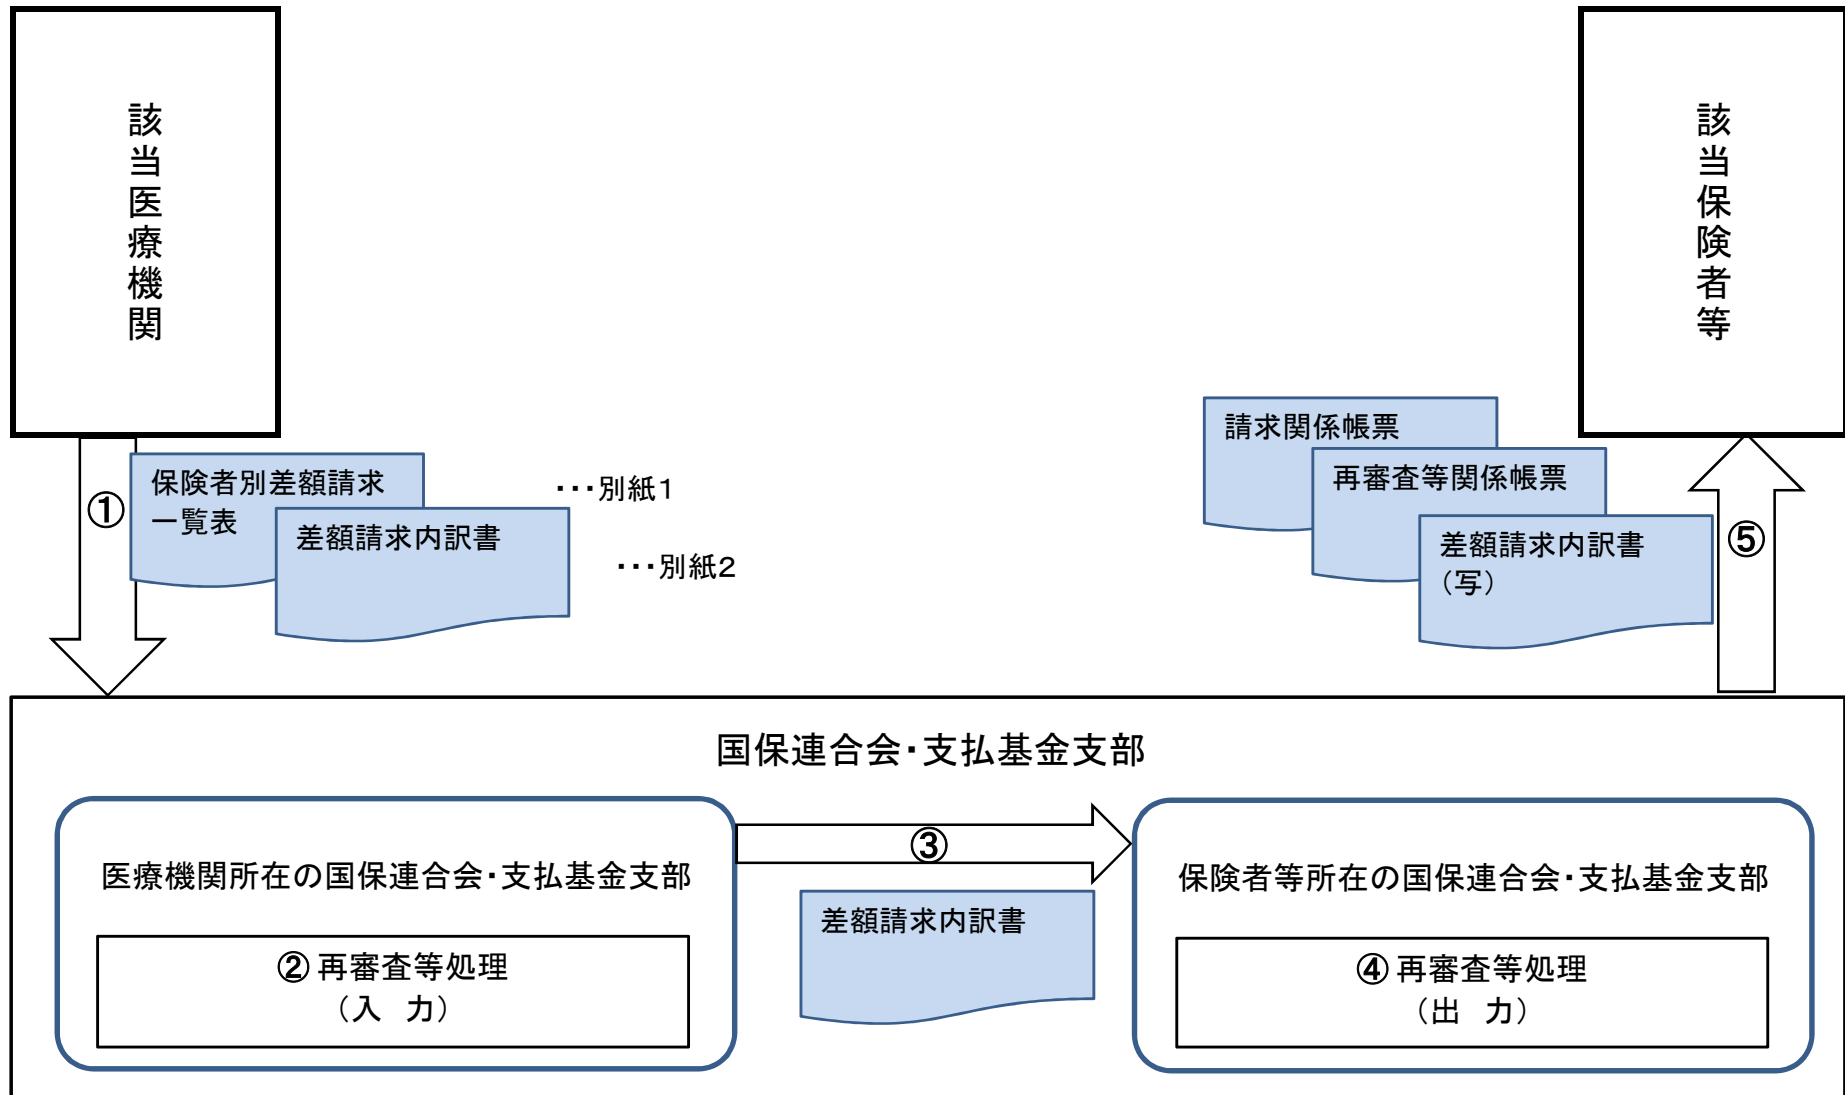 該当医療機関
該当保険者等
①
保険者別差額請求
一覧表
・・・別紙１
差額請求内訳書
・・・別紙２
請求関係帳票
再審査等関係帳票
差額請求内訳書
（写）
⑤
国保連合会・支払基金支部
医療機関所在の国保連合会・支払基金支部
②再審査等処理
（入　力）
③
差額請求内訳書
保険者等所在の国保連合会・支払基金支部
④再審査等処理
（出　力）